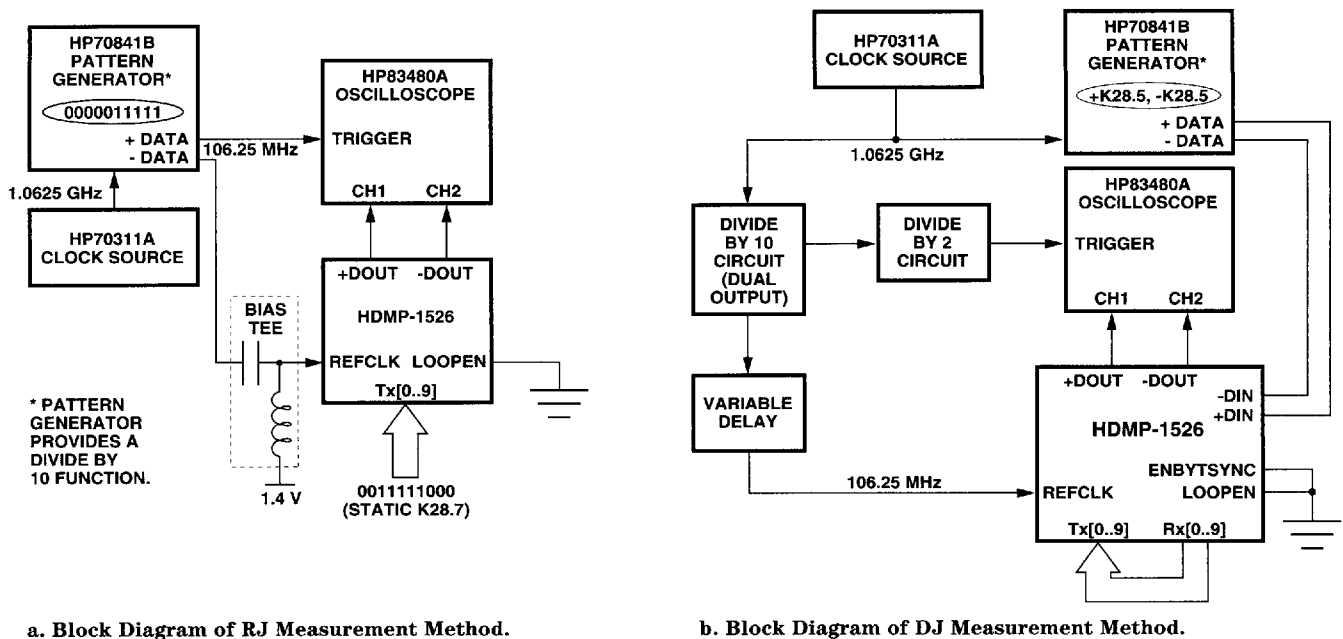 HP70841B
PATTERN
GENERATOR*
0000011111
+ DATA
- DATA
106.25 MHz
1.0625 GHz
HP70311A
CLOCK SOURCE
HP83480A
OSCILLOSCOPE
TRIGGER
CH1 CH2
+DOUT -DOUT
HDMP-1526
REFCLK LOOPEN
Tx[0..9]
BIAS
TEE
1.4 V
0011111000
(STATIC K28.7)
* PATTERN
GENERATOR
PROVIDES A
DIVIDE BY
10 FUNCTION.
a. Block Diagram of RJ Measurement Method.
HP70311A
CLOCK SOURCE
1.0625 GHz
HP70841B
PATTERN
GENERATOR*
+K28.5, -K28.5
+ DATA
- DATA
DIVIDE
BY 10
CIRCUIT
(DUAL
OUTPUT)
DIVIDE
BY 2
CIRCUIT
HP83480A
OSCILLOSCOPE
TRIGGER
CH1 CH2
VARIABLE
DELAY
106.25 MHz
+DOUT -DOUT
-DIN
+DIN
HDMP-1526
ENBYTSYNC
REFCLK LOOPEN
Tx[0..9] Rx[0..9]
b. Block Diagram of DJ Measurement Method.